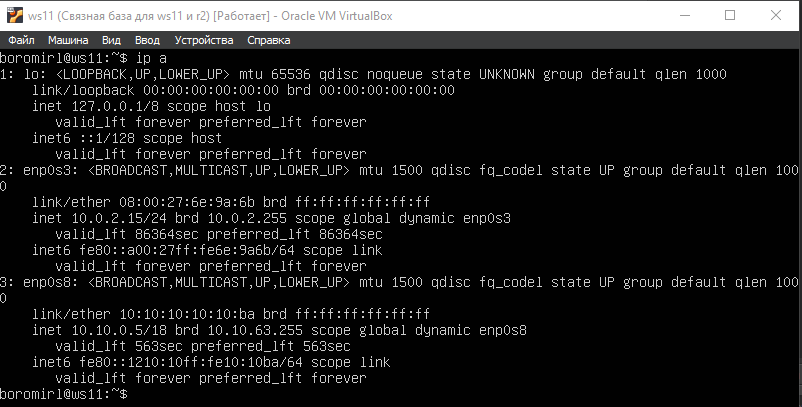 ws11 (Связная база для ws11 и r2) [Работает] - Oracle VM VirtualBox
Файл Машина Вид Ввод Устройства Справка
boromirl@ws11:~$ ip a
1: lo: <LOOPBACK,UP,LOWER_UP> mtu 65536 qdisc noqueue state UNKNOWN group default qlen 1000
    link/loopback 00:00:00:00:00:00 brd 00:00:00:00:00:00
    inet 127.0.0.1/8 scope host lo
       valid_lft forever preferred_lft forever
    inet6 ::1/128 scope host
       valid_lft forever preferred_lft forever
2: enp0s3: <BROADCAST,MULTICAST,UP,LOWER_UP> mtu 1500 qdisc fq_codel state UP group default qlen 100
0
    link/ether 08:00:27:6e:9a:6b brd ff:ff:ff:ff:ff:ff
    inet 10.0.2.15/24 brd 10.0.2.255 scope global dynamic enp0s3
       valid_lft 86364sec preferred_lft 86364sec
    inet6 fe80::a00:27ff:fe6e:9a6b/64 scope link
       valid_lft forever preferred_lft forever
3: enp0s8: <BROADCAST,MULTICAST,UP,LOWER_UP> mtu 1500 qdisc fq_codel state UP group default qlen 100
0
    link/ether 10:10:10:10:10:ba brd ff:ff:ff:ff:ff:ff
    inet 10.10.0.5/18 brd 10.10.63.255 scope global dynamic enp0s8
       valid_lft 563sec preferred_lft 563sec
    inet6 fe80::1210:10ff:fe10:10ba/64 scope link
       valid_lft forever preferred_lft forever
boromirl@ws11:~$